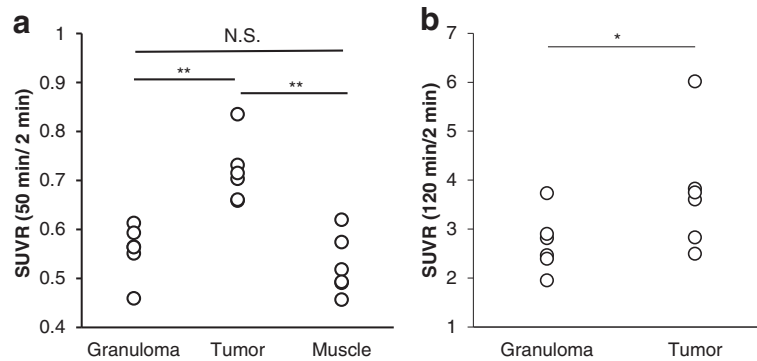 a
SUVR (50 min/ 2 min)
1
0.9
0.8
0.7
0.6
0.5
0.4
N.S.
**
**
Granuloma
Tumor
Muscle
b
SUVR (120 min/2 min)
7
6
5
4
3
2
1
*
Granuloma
Tumor